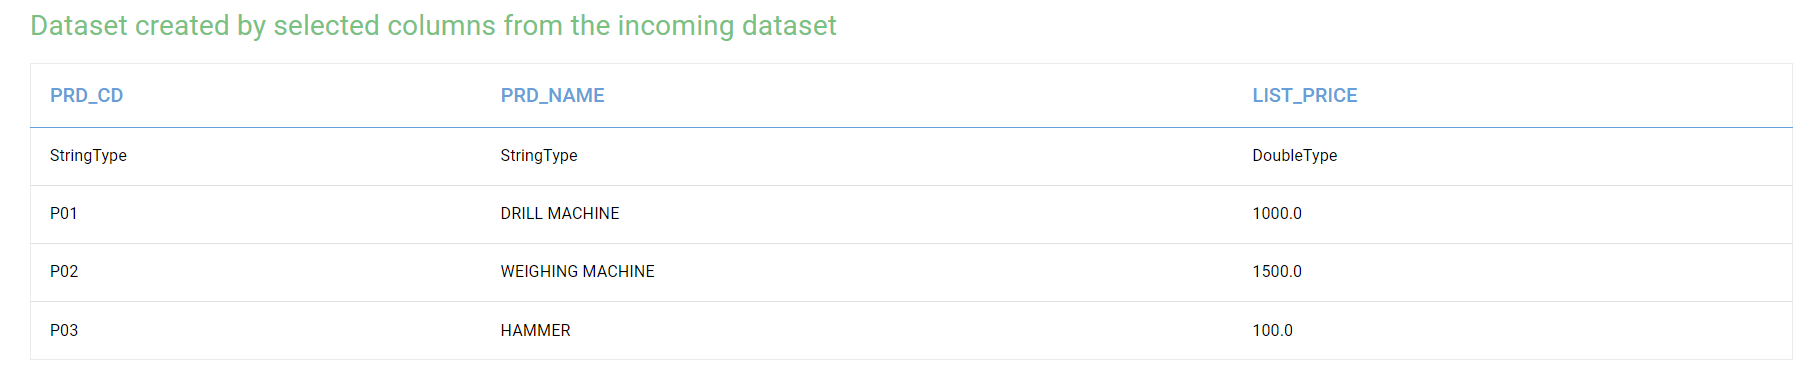 Dataset created by selected columns from the incoming dataset
PRD_CD PRD_NAME LIST_PRICE
StringType StringType DoubleType
P01 DRILL MACHINE 1000.0
P02 WEIGHING MACHINE 1500.0
P03 HAMMER 100.0